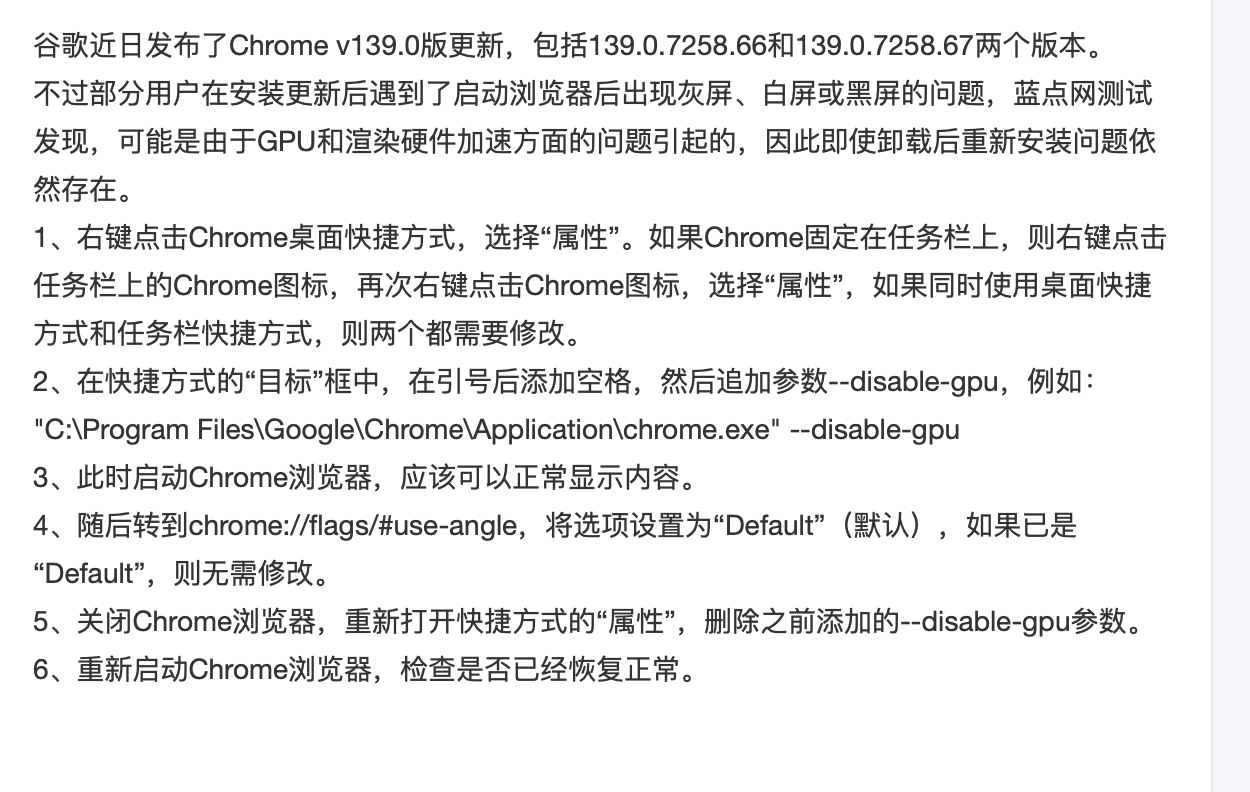 谷歌近日发布了Chrome v139.0版更新，包括139.0.7258.66和139.0.7258.67两个版本。
不过部分用户在安装更新后遇到了启动浏览器后出现灰屏、白屏或黑屏的问题，蓝点网测试
发现，可能是由于GPU和渲染硬件加速方面的问题引起的，因此即使卸载后重新安装问题依
然存在。
1、右键点击Chrome桌面快捷方式，选择“属性”。如果Chrome固定在任务栏上，则右键点击
任务栏上的Chrome图标，再次右键点击Chrome图标，选择“属性”，如果同时使用桌面快捷
方式和任务栏快捷方式，则两个都需要修改。
2、在快捷方式的“目标”框中，在引号后添加空格，然后追加参数--disable-gpu，例如：
"C:\Program Files\Google\Chrome\Application\chrome.exe" --disable-gpu
3、此时启动Chrome浏览器，应该可以正常显示内容。
4、随后转到chrome://flags/#use-angle，将选项设置为“Default”（默认），如果已是
“Default”，则无需修改。
5、关闭Chrome浏览器，重新打开快捷方式的“属性”，删除之前添加的--disable-gpu参数。
6、重新启动Chrome浏览器，检查是否已经恢复正常。